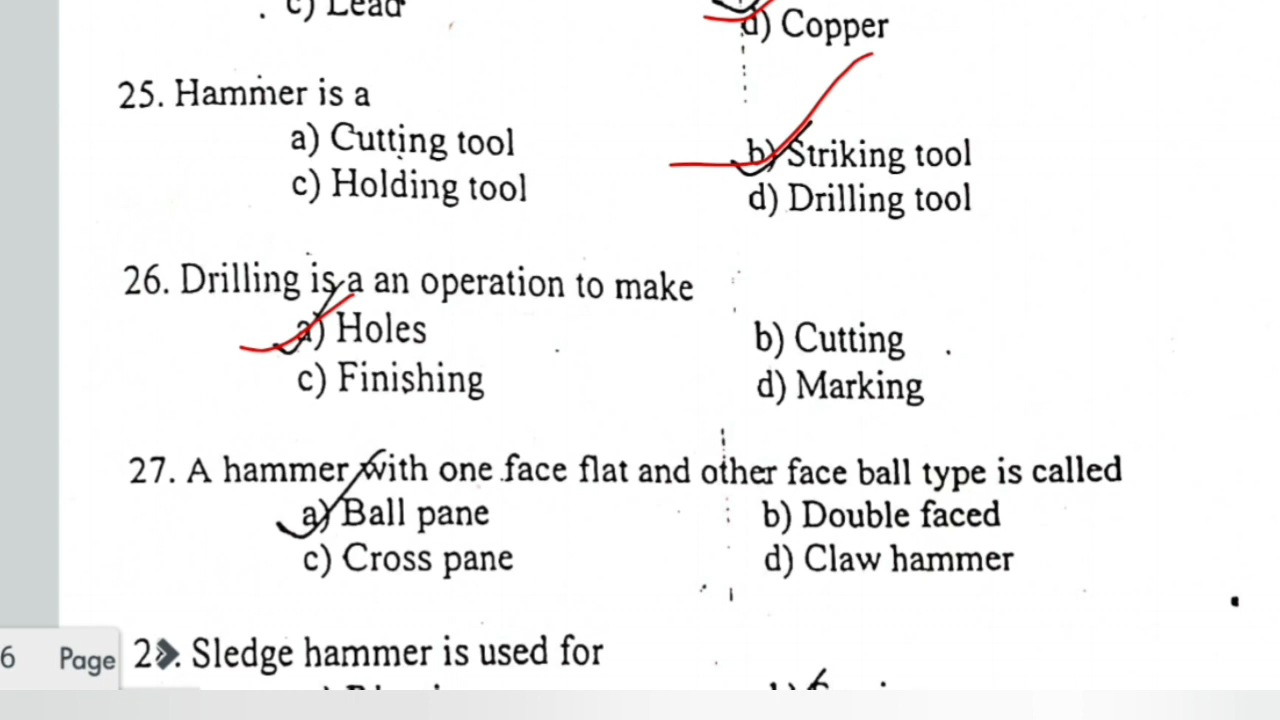 c) Lead
d) Copper
25. Hammer is a
a) Cutting tool
b) Striking tool
c) Holding tool
d) Drilling tool
26. Drilling is a an operation to make
a) Holes
b) Cutting
c) Finishing
d) Marking
27. A hammer with one face flat and other face ball type is called
a) Ball pane
b) Double faced
c) Cross pane
d) Claw hammer
6 Page
Sledge hammer is used for